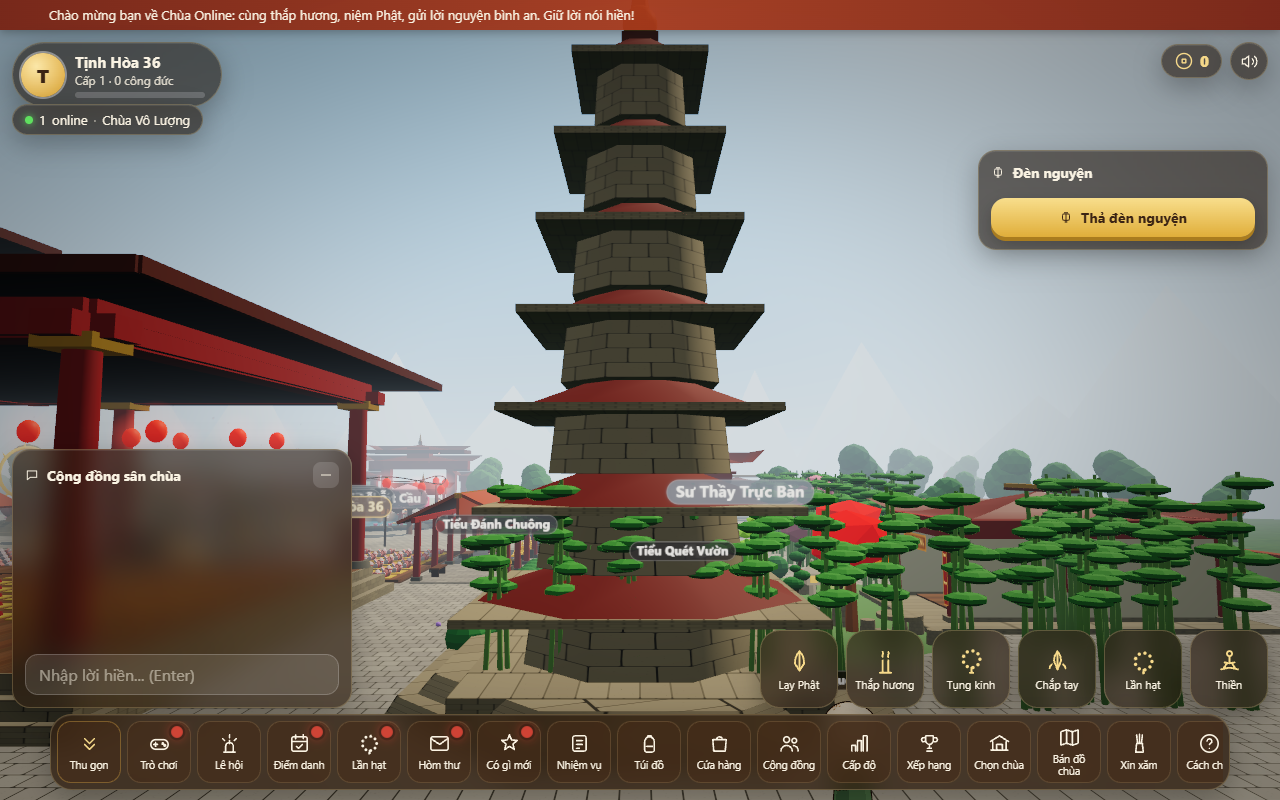 Chào mừng bạn về Chùa Online: cùng thắp hương, niệm Phật, gửi lời nguyện bình an. Giữ lời nói hiền!
T
Tịnh Hòa 36
Cấp 1 · 0 công đức
1 online · Chùa Vô Lượng
0
Đèn nguyện
Thả đèn nguyện
Cộng đồng sân chùa
Cầu
òa 36
Sư Thầy Trực Bản
Tiểu Đánh Chuông
Tiểu Quét Vườn
Nhập lời hiền... (Enter)
Lạy Phật
Thắp hương
Tụng kinh
Chắp tay
Lần hạt
Thiền
Thu gọn
Trò chơi
Lễ hội
Điểm danh
Lần hạt
Hòm thư
Có gì mới
Nhiệm vụ
Túi đồ
Cửa hàng
Cộng đồng
Cấp độ
Xếp hạng
Chọn chùa
Bản đồ
chùa
Xin xăm
Cách ch